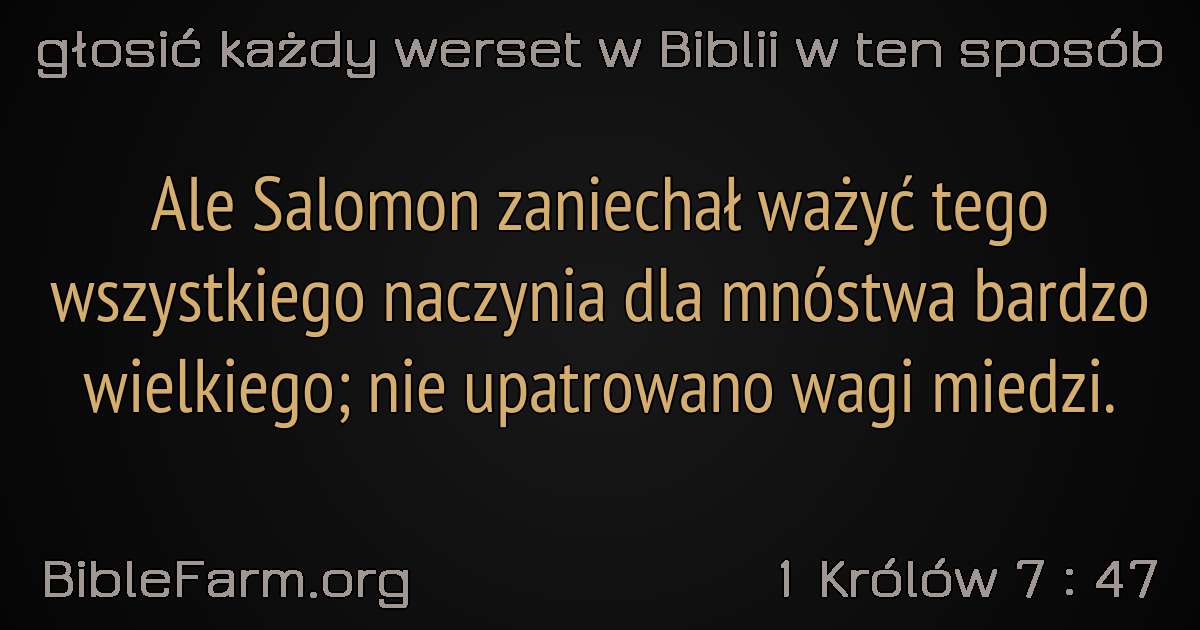 głosić każdy werset w Biblii w ten sposób
Ale Salomon zaniechał ważyć tego
wszystkiego naczynia dla mnóstwa bardzo
wielkiego; nie upatrowano wagi miedzi.
BibleFarm.org
1 Królów 7 : 47